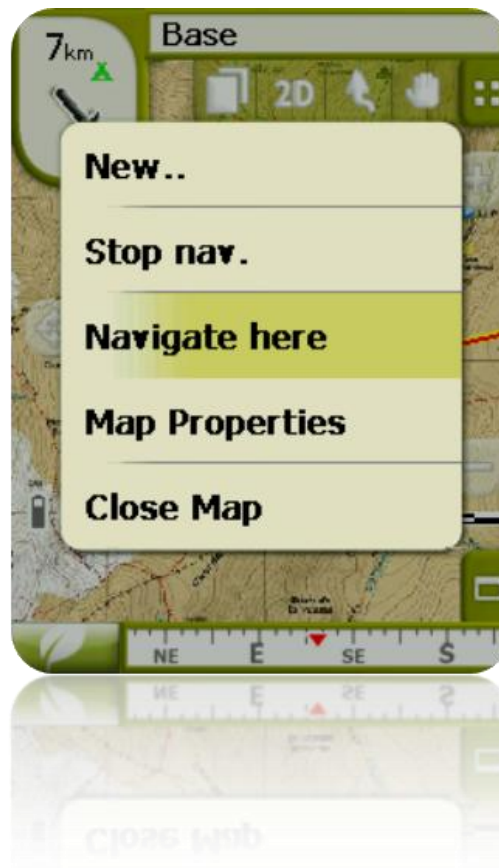 7km
Base
2D
New..
Stop nav.
Navigate here
Map Properties
Close Map
NE E SE S